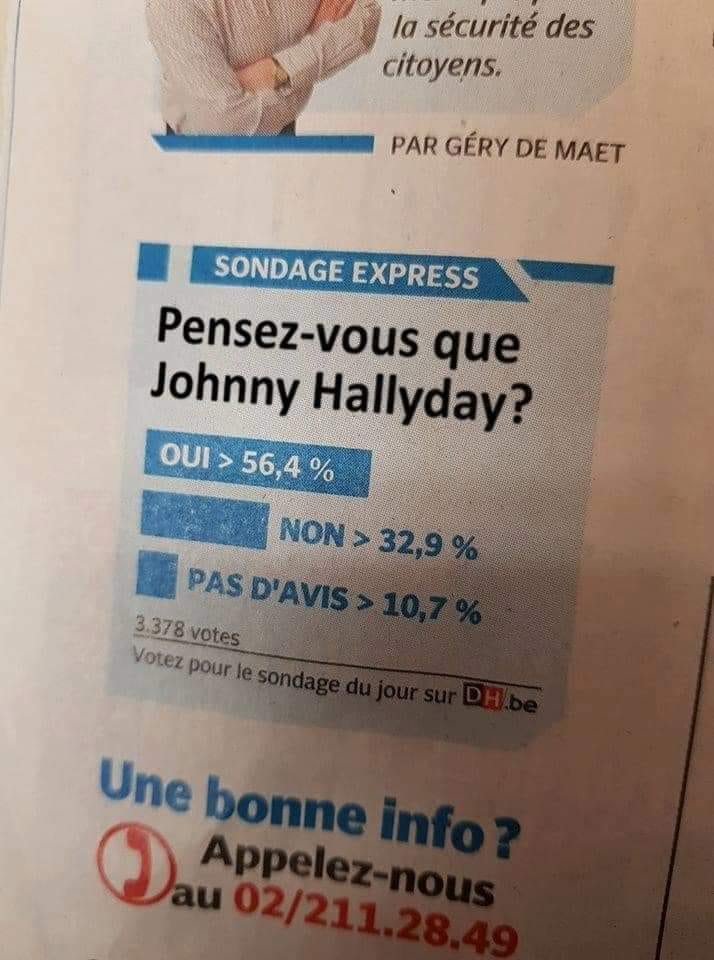 la sécurité des
citoyens.
PAR GÉRY DE MAET
SONDAGE EXPRESS
Pensez-vous que
Johnny Hallyday?
OUI > 56,4 %
NON > 32,9 %
PAS D'AVIS > 10,7 %
3.378 votes
Votez pour le sondage du jour sur DH.be
Une bonne info ?
Appelez-nous
au 02/211.28.49